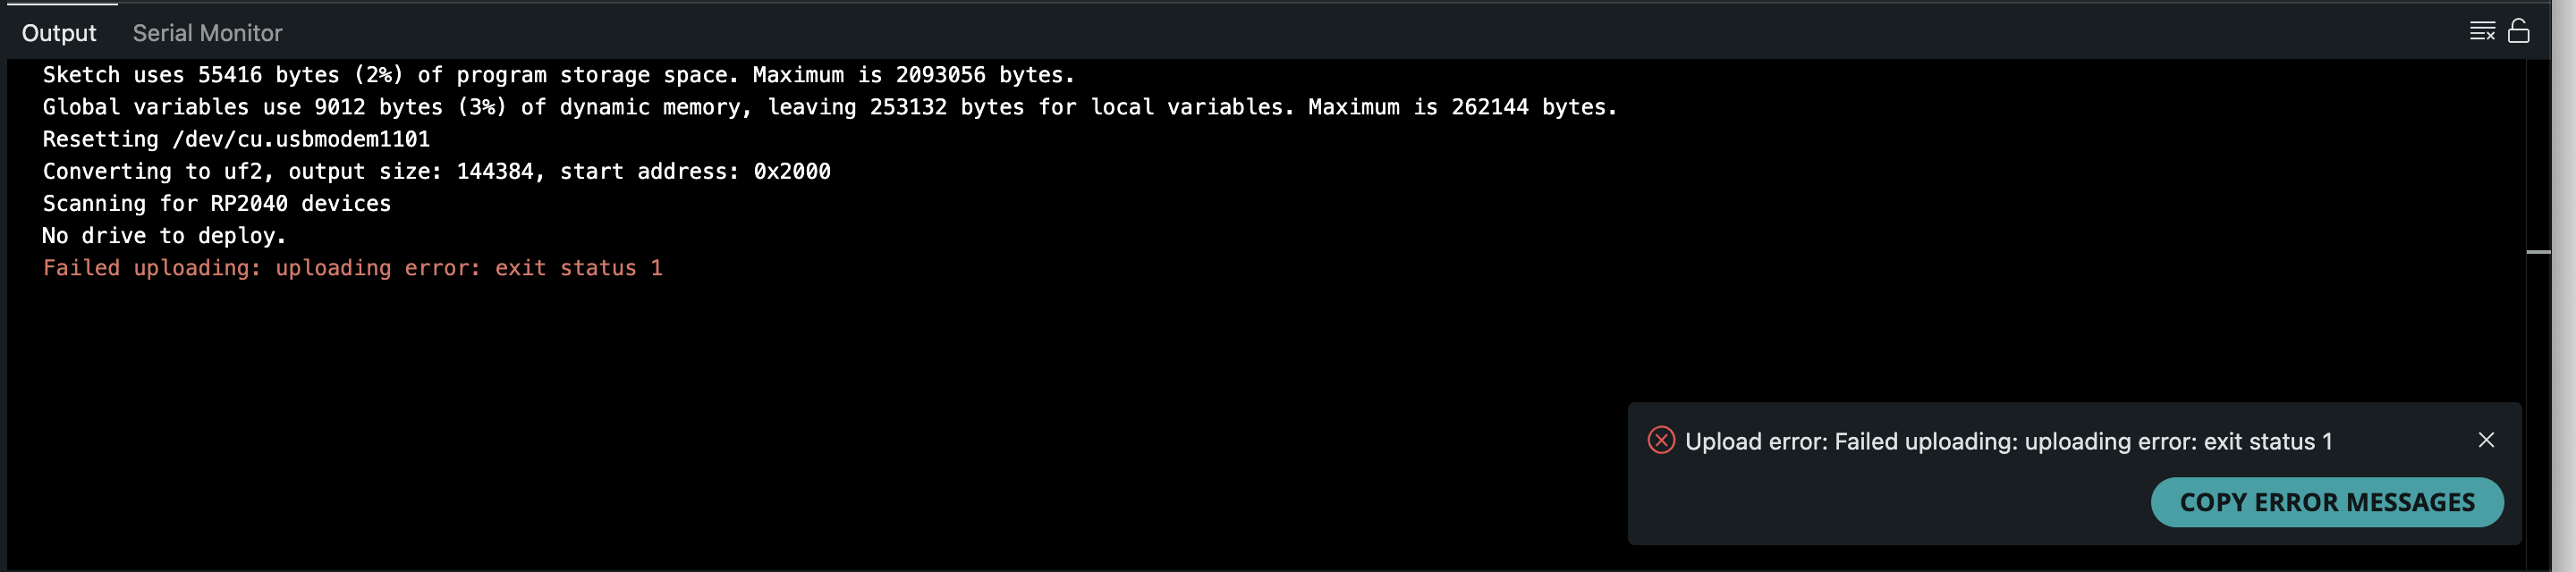 Output
Serial Monitor
Sketch uses 55416 bytes (2%) of program storage space. Maximum is 2093056 bytes.
Global variables use 9012 bytes (3%) of dynamic memory, leaving 253132 bytes for local variables. Maximum is 262144 bytes.
Resetting /dev/cu.usbmodem1101
Converting to uf2, output size: 144384, start address: 0x2000
Scanning for RP2040 devices
No drive to deploy.
Failed uploading: uploading error: exit status 1
Upload error: Failed uploading: uploading error: exit status 1
COPY ERROR MESSAGES